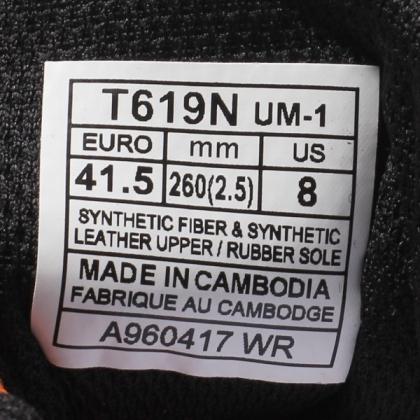 T619N UM-1
EURO mm US
41.5 260(2.5) 8
SYNTHETIC FIBER & SYNTHETIC
LEATHER UPPER / RUBBER SOLE
MADE IN CAMBODIA
FABRIQUE AU CAMBODGE
A960417 WR